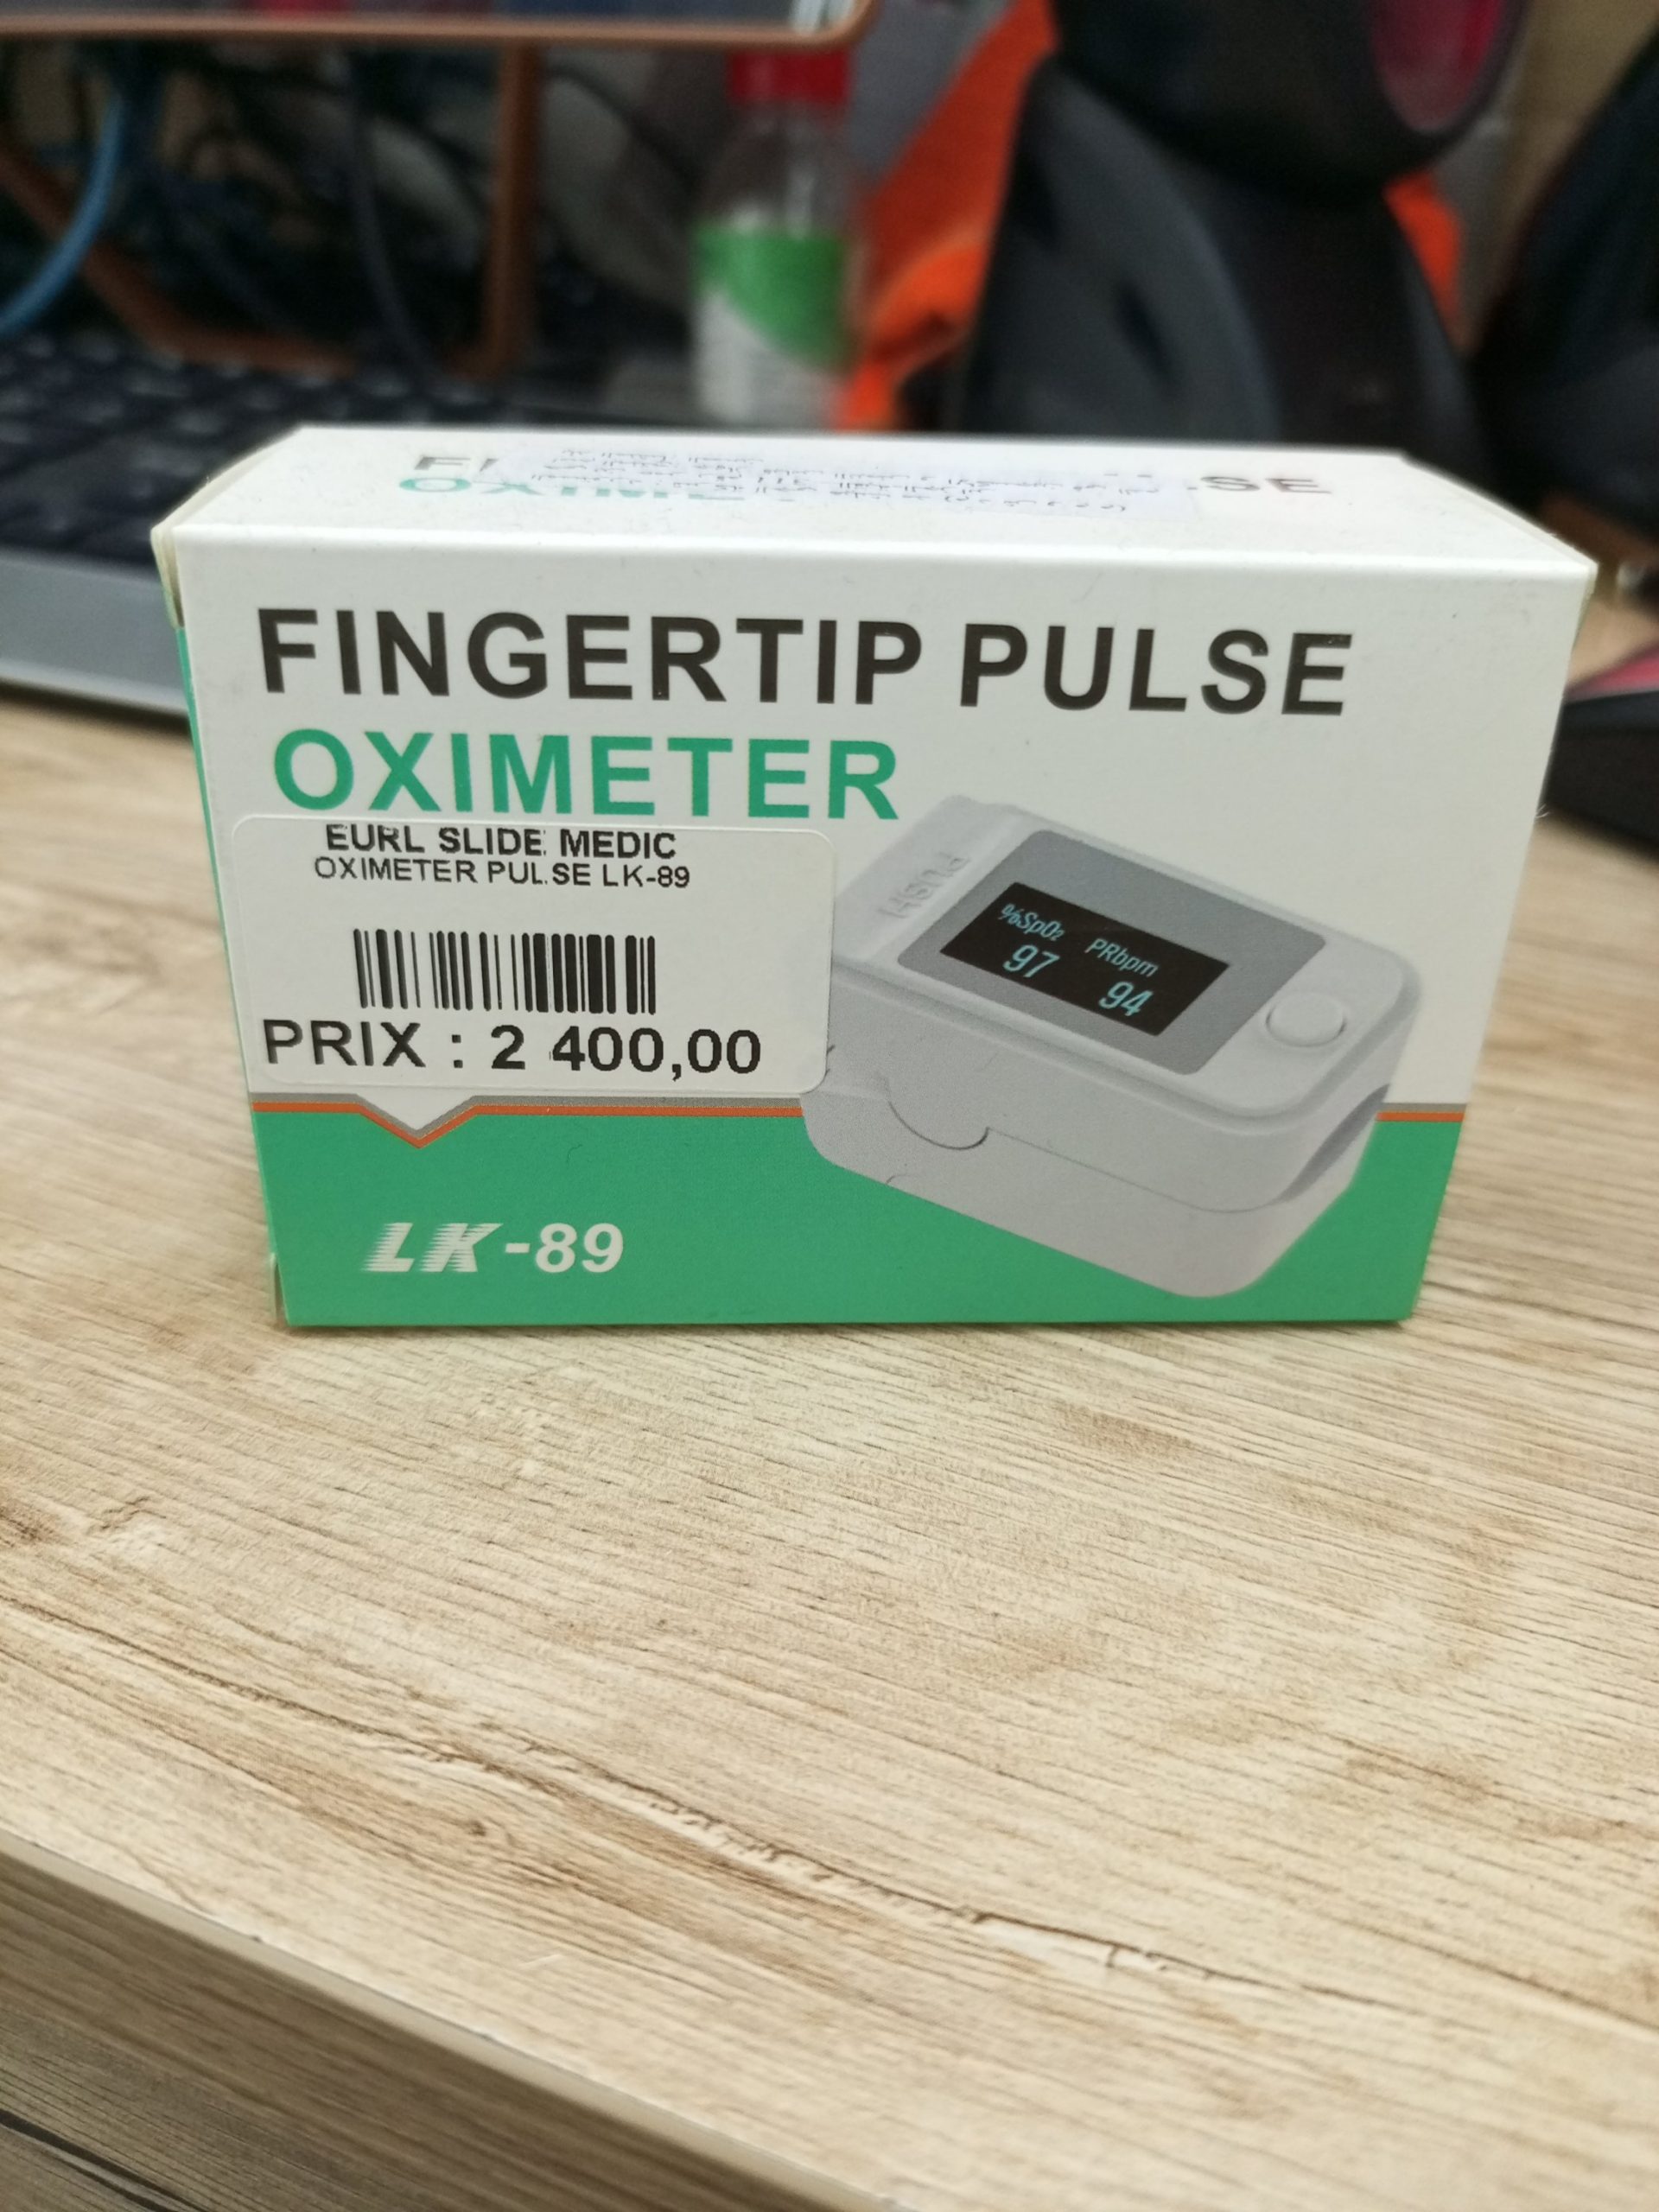 SE
FINGERTIP PULSE
OXIMETER
EURL SLIDE MEDIC
OXIMETER PULSE LK-89
PRIX : 2 400,00
PUSH
%SpO₂ PRbpm
97 94
LK-89